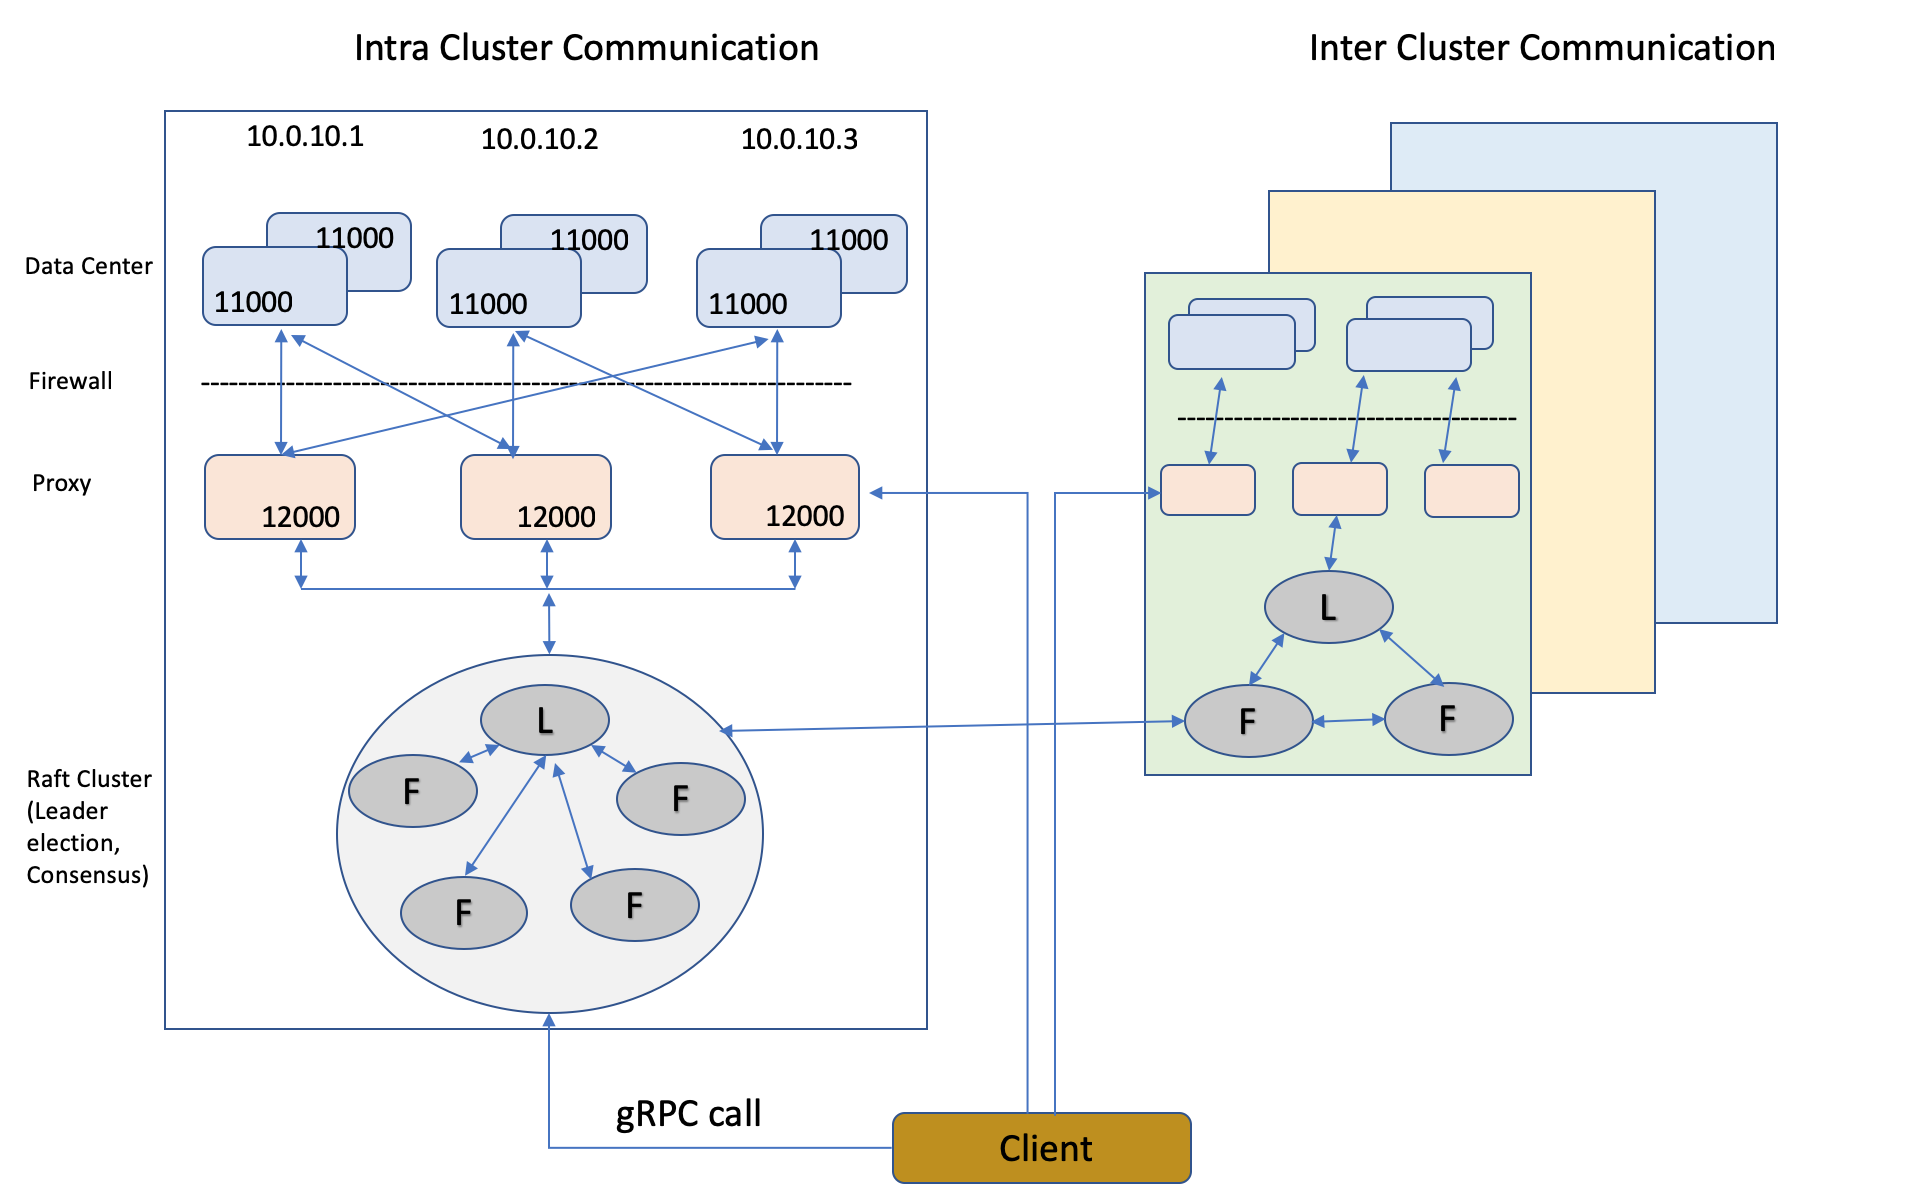 Intra Cluster Communication
Inter Cluster Communication
10.0.10.1
10.0.10.2
10.0.10.3
Data Center
11000
11000
11000
11000
11000
11000
Firewall
Proxy
12000
12000
12000
Raft Cluster
(Leader
election,
Consensus)
L
F
F
F
F
L
F
F
gRPC call
Client